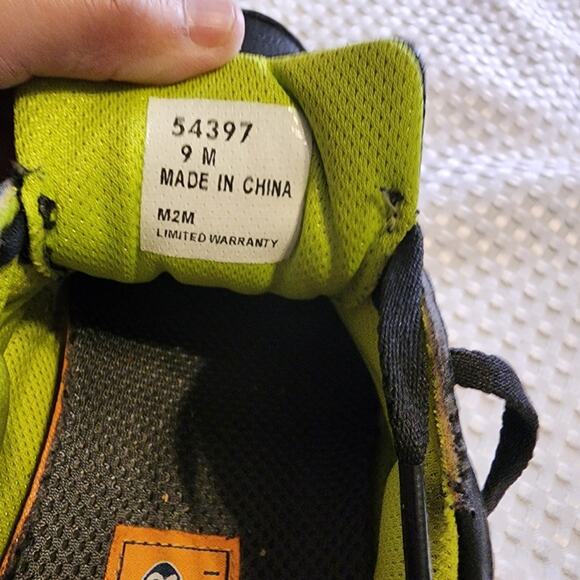 54397
9 M
MADE IN CHINA
M2M
LIMITED WARRANTY